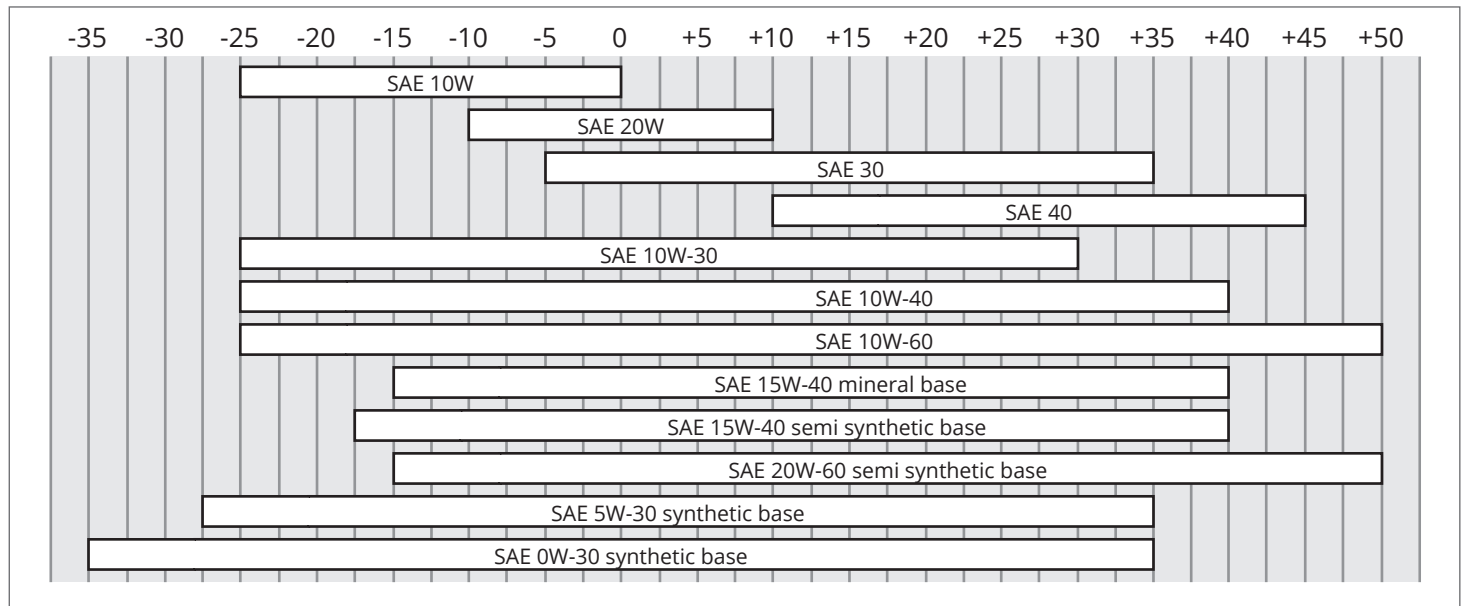 -35 -30 -25 -20 -15 -10 -5 0 +5 +10 +15 +20 +25 +30 +35 +40 +45 +50
SAE 10W
SAE 20W
SAE 30
SAE 40
SAE 10W-30
SAE 10W-40
SAE 10W-60
SAE 15W-40 mineral base
SAE 15W-40 semi synthetic base
SAE 20W-60 semi synthetic base
SAE 5W-30 synthetic base
SAE 0W-30 synthetic base